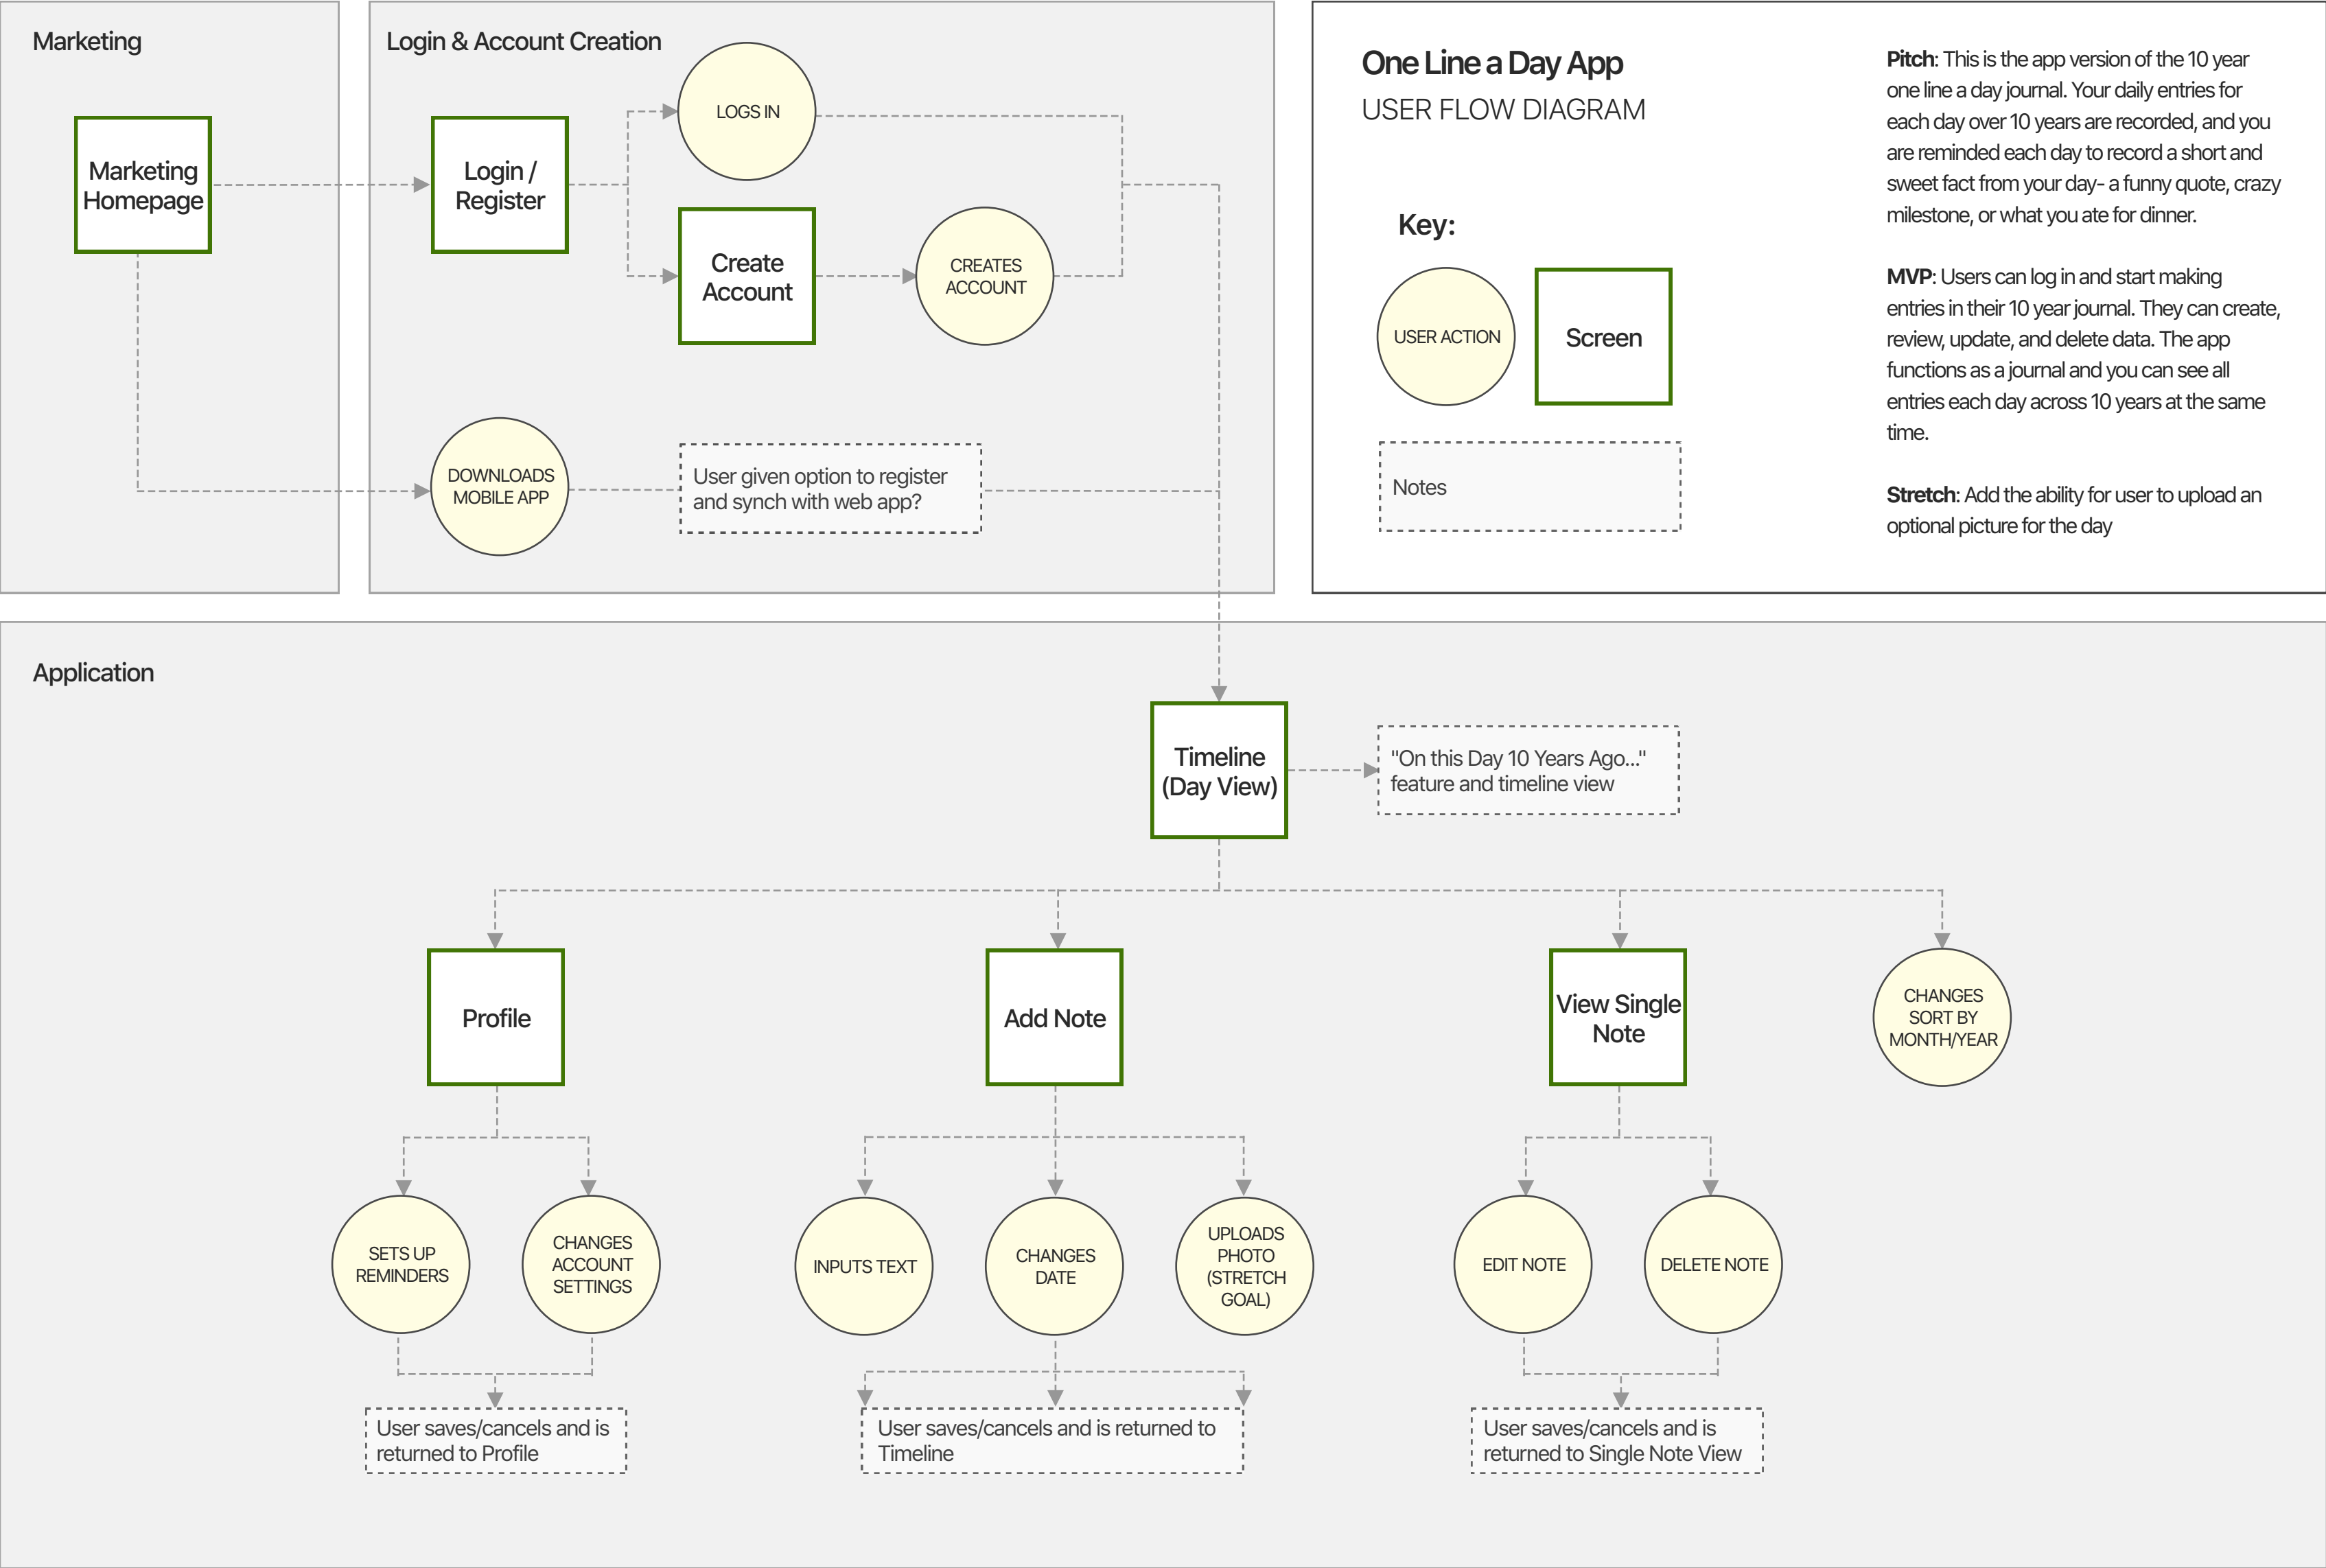 Marketing
Marketing
Homepage
Login & Account Creation
Login /
Register
LOGS IN
Create
Account
CREATES
ACCOUNT
DOWNLOADS
MOBILE APP
User given option to register
and synch with web app?
One Line a Day App
USER FLOW DIAGRAM
Key:
USER ACTION
Screen
Notes
Pitch: This is the app version of the 10 year
one line a day journal. Your daily entries for
each day over 10 years are recorded, and you
are reminded each day to record a short and
sweet fact from your day- a funny quote, crazy
milestone, or what you ate for dinner.
MVP: Users can log in and start making
entries in their 10 year journal. They can create,
review, update, and delete data. The app
functions as a journal and you can see all
entries each day across 10 years at the same
time.
Stretch: Add the ability for user to upload an
optional picture for the day
Application
Timeline
(Day View)
"On this Day 10 Years Ago..."
feature and timeline view
Profile
Add Note
View Single
Note
CHANGES
SORT BY
MONTH/YEAR
SETS UP
REMINDERS
CHANGES
ACCOUNT
SETTINGS
INPUTS TEXT
CHANGES
DATE
UPLOADS
PHOTO
(STRETCH
GOAL)
EDIT NOTE
DELETE NOTE
User saves/cancels and is
returned to Profile
User saves/cancels and is returned to
Timeline
User saves/cancels and is
returned to Single Note View